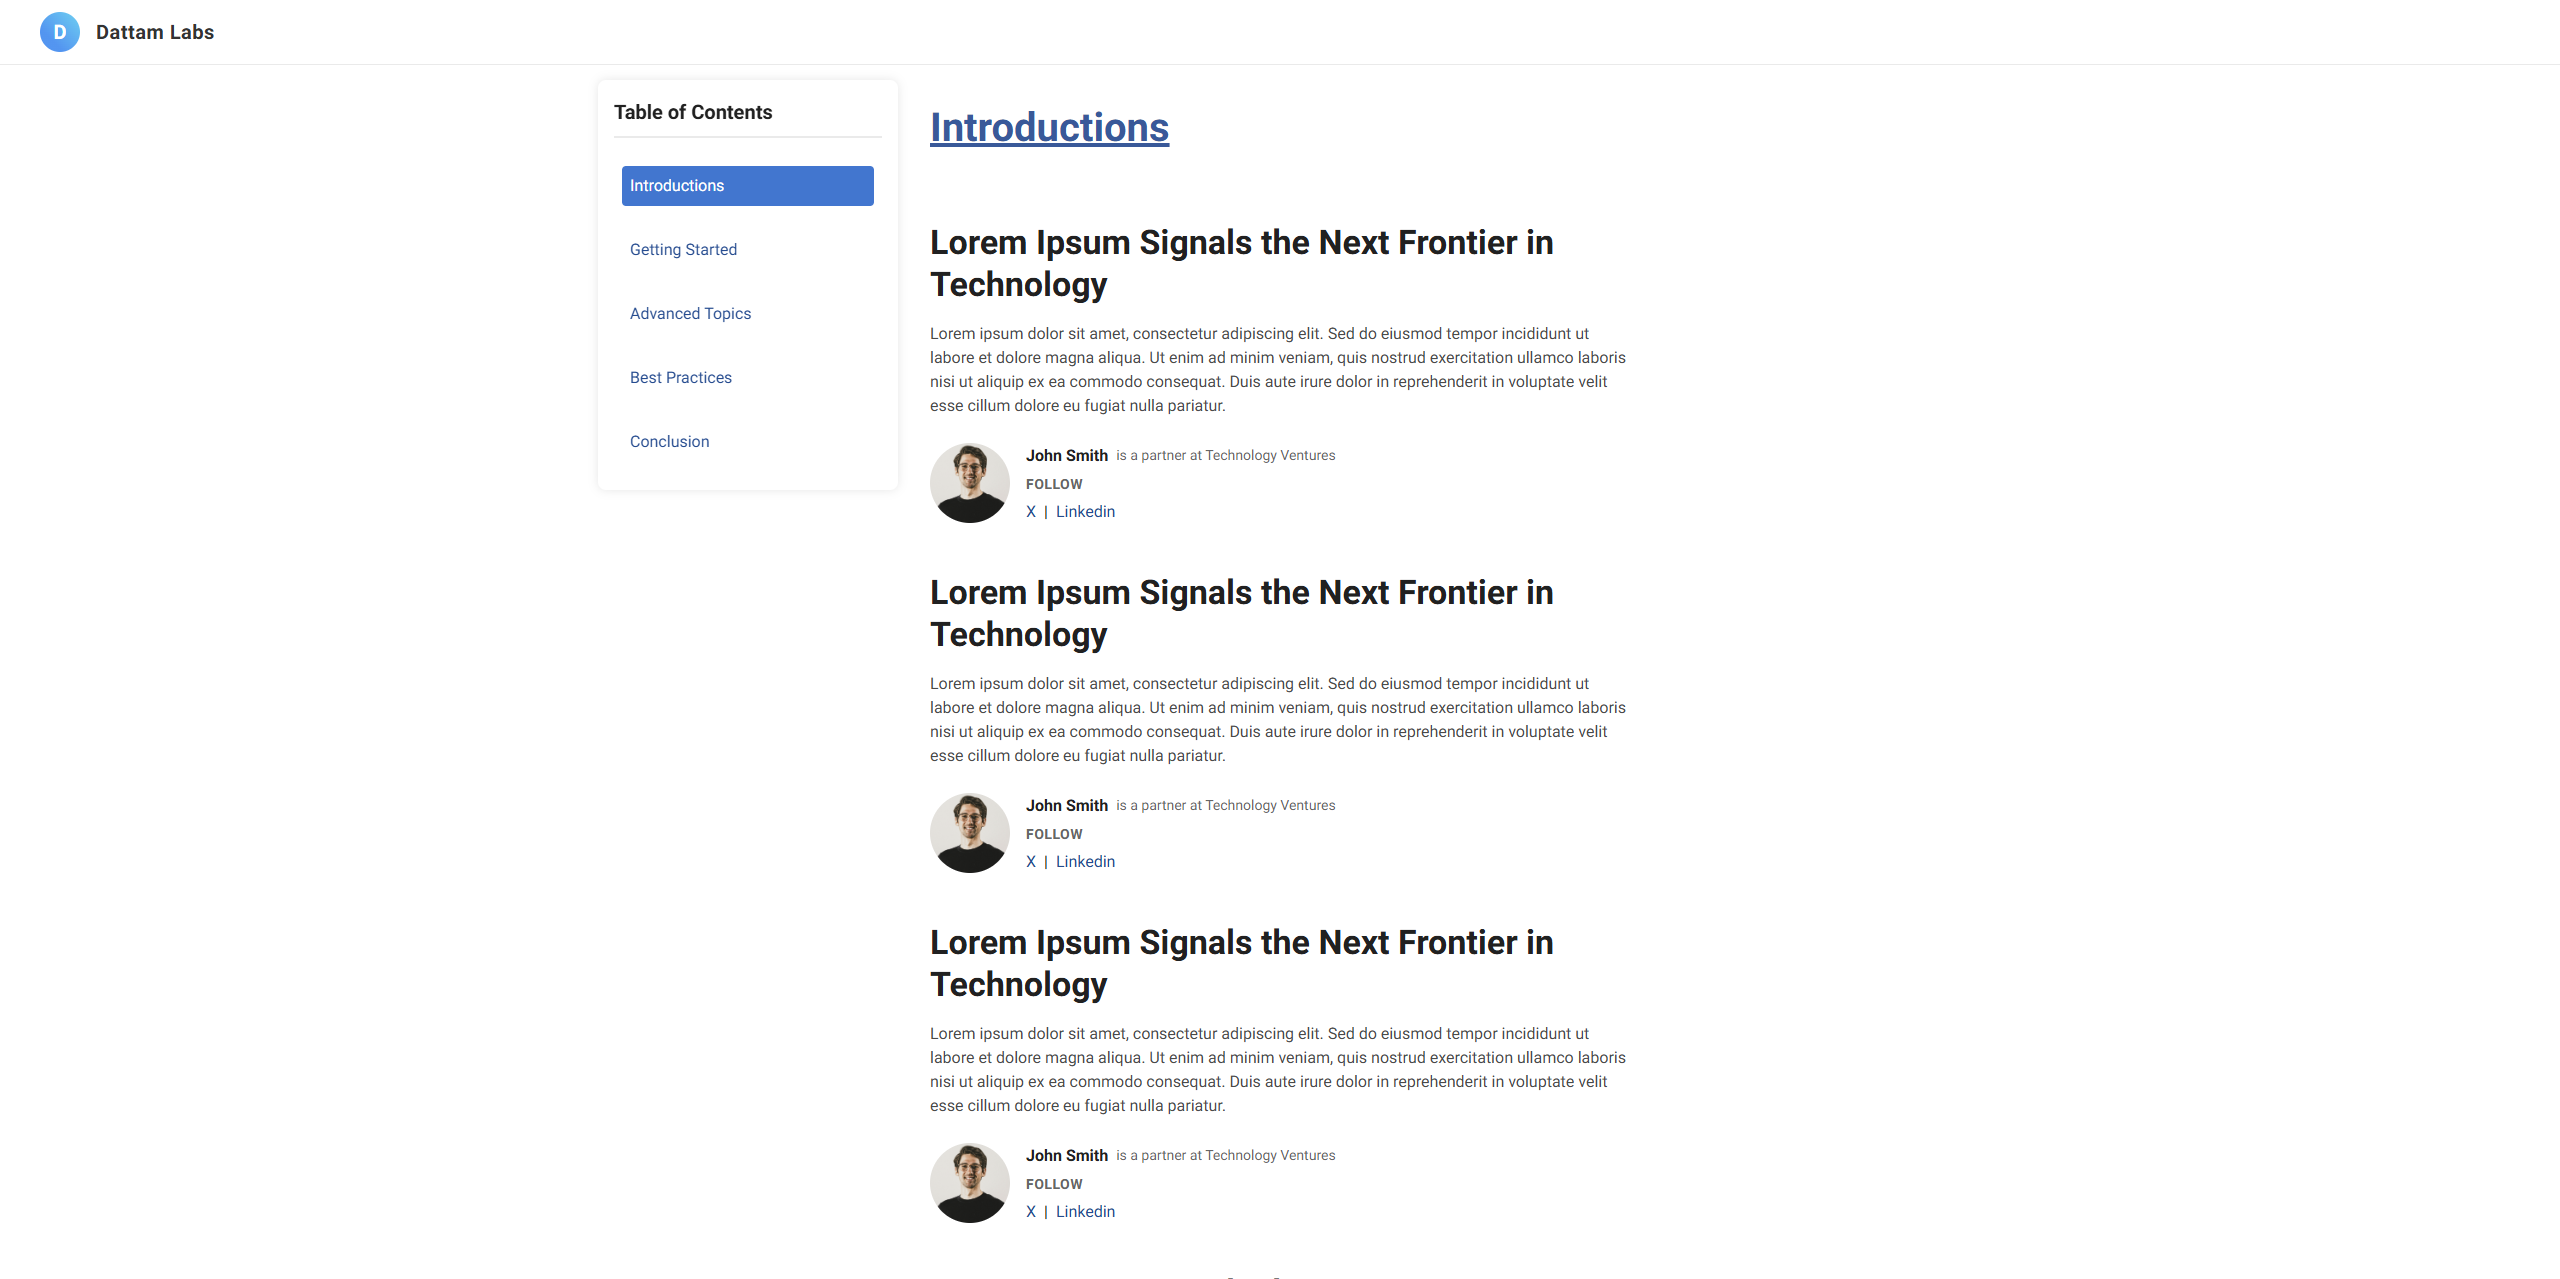 D
Dattam Labs
Table of Contents
Introductions
Getting Started
Advanced Topics
Best Practices
Conclusion
Introductions
Lorem Ipsum Signals the Next Frontier in
Technology
Lorem ipsum dolor sit amet, consectetur adipiscing elit. Sed do eiusmod tempor incididunt ut
labore et dolore magna aliqua. Ut enim ad minim veniam, quis nostrud exercitation ullamco laboris
nisi ut aliquip ex ea commodo consequat. Duis aute irure dolor in reprehenderit in voluptate velit
esse cillum dolore eu fugiat nulla pariatur.
John Smith is a partner at Technology Ventures
FOLLOW
X | Linkedin
Lorem Ipsum Signals the Next Frontier in
Technology
Lorem ipsum dolor sit amet, consectetur adipiscing elit. Sed do eiusmod tempor incididunt ut
labore et dolore magna aliqua. Ut enim ad minim veniam, quis nostrud exercitation ullamco laboris
nisi ut aliquip ex ea commodo consequat. Duis aute irure dolor in reprehenderit in voluptate velit
esse cillum dolore eu fugiat nulla pariatur.
John Smith is a partner at Technology Ventures
FOLLOW
X | Linkedin
Lorem Ipsum Signals the Next Frontier in
Technology
Lorem ipsum dolor sit amet, consectetur adipiscing elit. Sed do eiusmod tempor incididunt ut
labore et dolore magna aliqua. Ut enim ad minim veniam, quis nostrud exercitation ullamco laboris
nisi ut aliquip ex ea commodo consequat. Duis aute irure dolor in reprehenderit in voluptate velit
esse cillum dolore eu fugiat nulla pariatur.
John Smith is a partner at Technology Ventures
FOLLOW
X | Linkedin